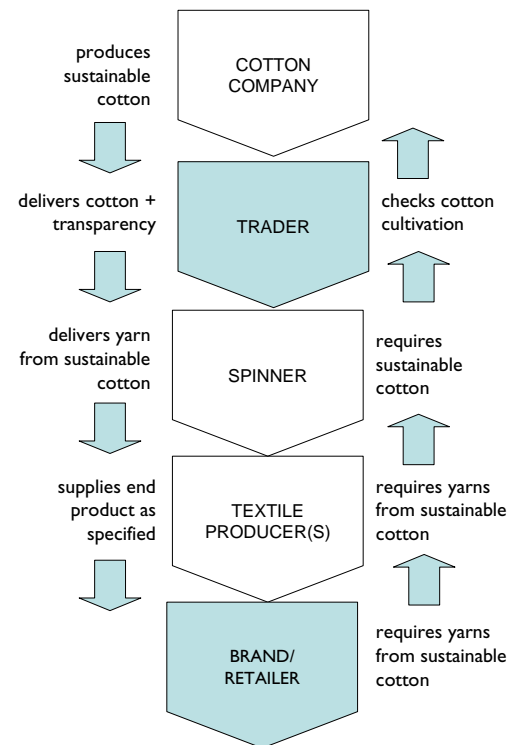 produces
sustainable
cotton
COTTON
COMPANY
delivers cotton +
transparency
TRADER
checks cotton
cultivation
delivers yarn
from sustainable
cotton
SPINNER
requires
sustainable
cotton
supplies end
product as
specified
TEXTILE
PRODUCER(S)
requires yarns
from sustainable
cotton
BRAND/
RETAILER
requires yarns
from sustainable
cotton